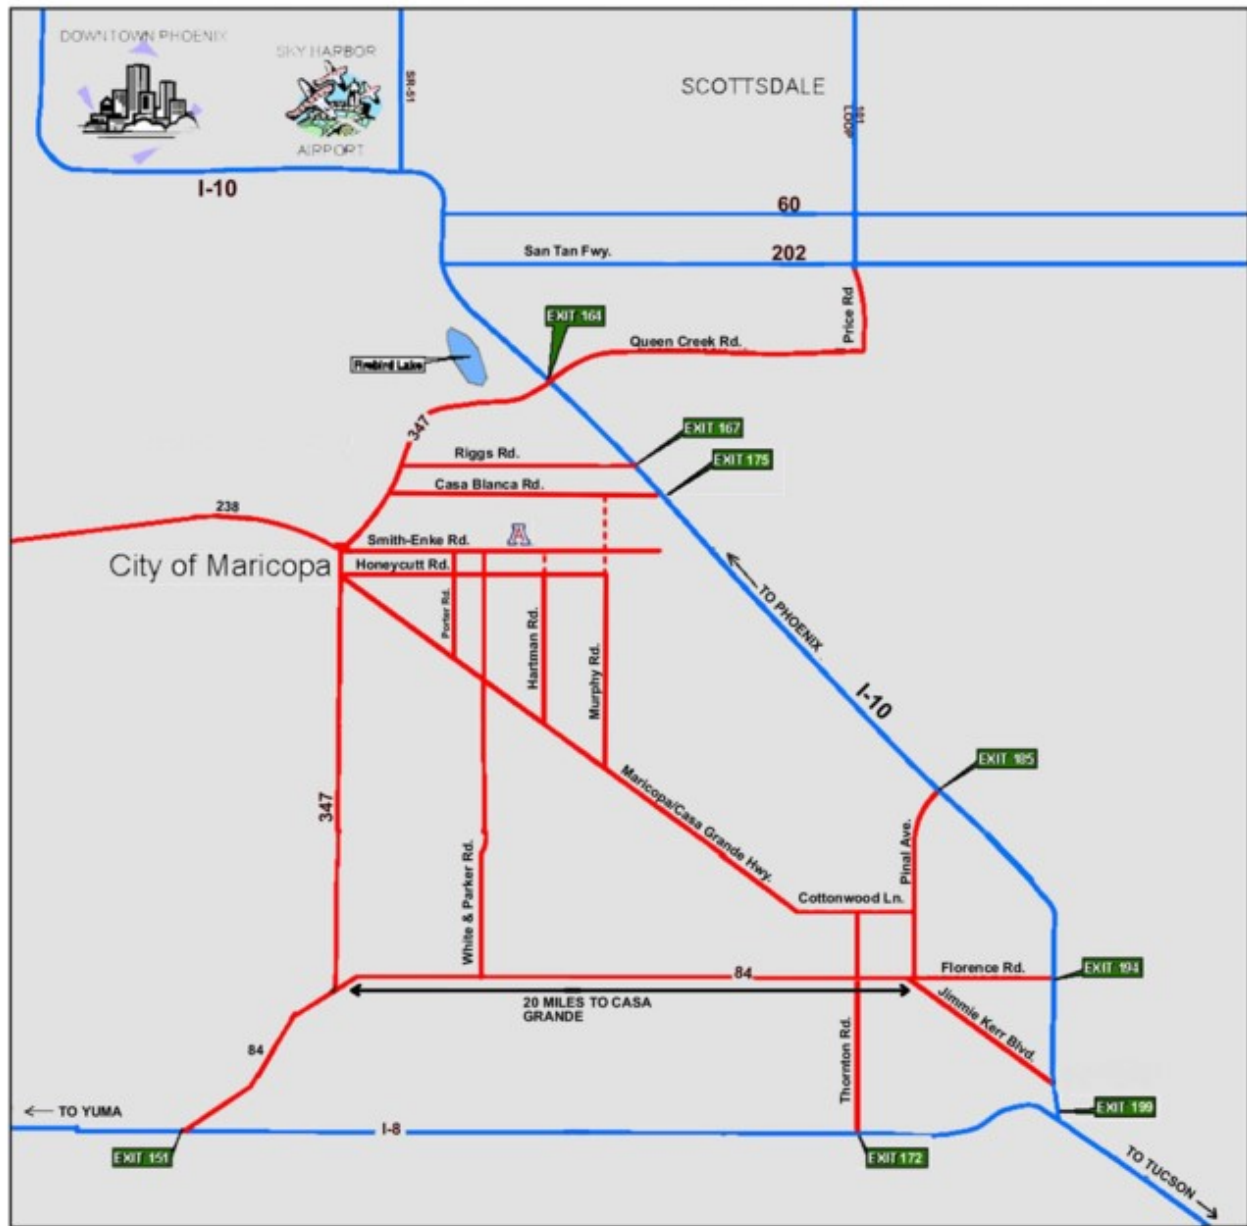 DOWNTOWN PHOENIX
SKY HARBOR
AIRPORT
SR-51
SCOTTSDALE
101
LOOP
I-10
60
San Tan Fwy.
202
EXIT 164
Price Rd
Queen Creek Rd.
Firebird Lake
347
EXIT 167
Riggs Rd.
EXIT 175
Casa Blanca Rd.
238
A
Smith-Enke Rd.
City of Maricopa
Honeycutt Rd.
Porter Rd.
Hartman Rd.
Murphy Rd.
TO PHOENIX
I-10
EXIT 185
347
Maricopa/Casa Grande Hwy.
Pinal Ave.
White & Parker Rd.
Cottonwood Ln.
84
Florence Rd.
EXIT 194
20 MILES TO CASA
GRANDE
Jimmie Kerr Blvd.
84
Thornton Rd.
TO YUMA
I-8
EXIT 199
EXIT 151
EXIT 172
TO TUCSON